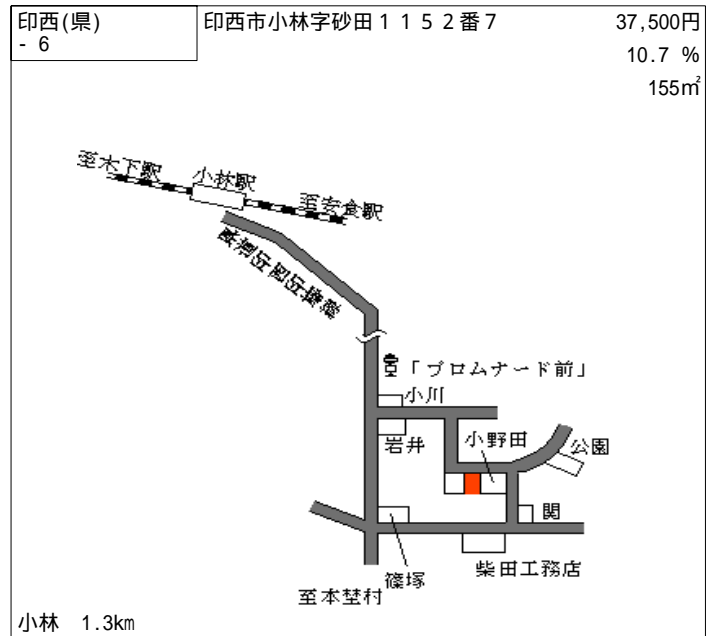 印西(県)
- 6
印西市小林字砂田1152番7
37,500円
10.7 %
155㎡
至木下駅
小林駅
至安食駅
「プロムナード前」
小川
岩井
小野田
公園
関
篠塚
柴田工務店
至本埜村
小林 1.3km